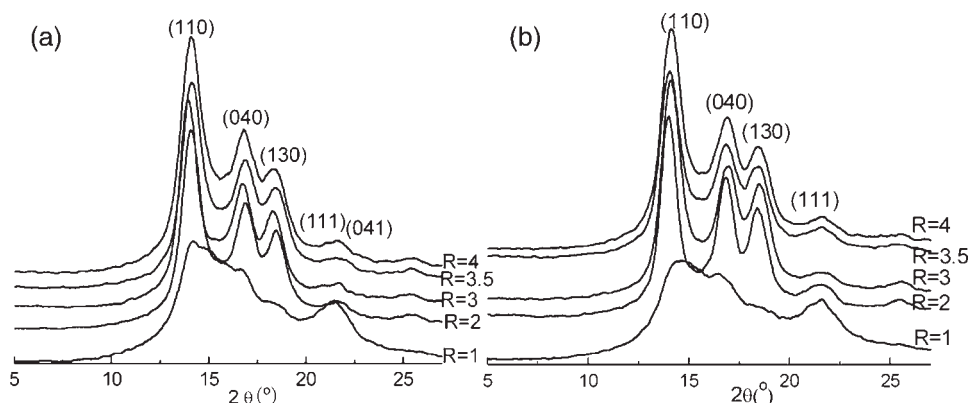 (a)
(110)
(040)
(130)
(111)
(041)
R=4
R=3.5
R=3
R=2
R=1
5
10
15
20
25
2 θ(°)
(b)
(110)
(040)
(130)
(111)
R=4
R=3.5
R=3
R=2
R=1
5
10
15
20
25
2θ(°)